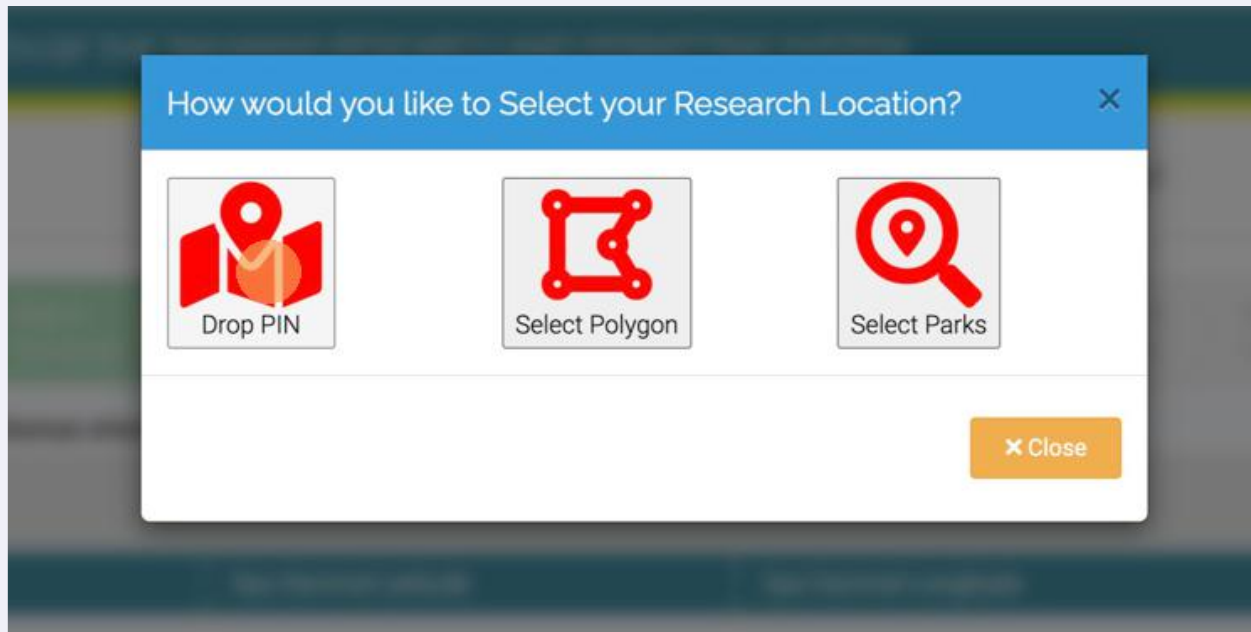 How would you like to Select your Research Location? ×
Drop PIN
Select Polygon
Select Parks
× Close